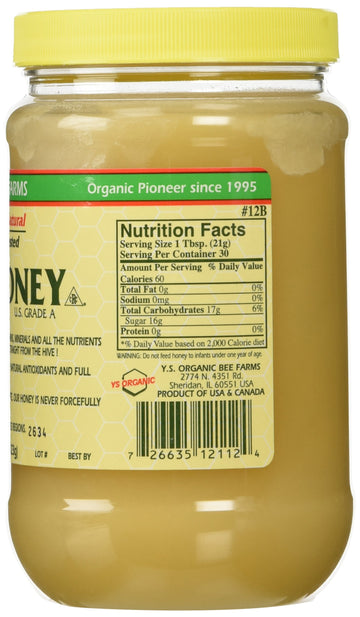 FARMS
Organic Pioneer since 1995
#12B
Natural
Nutrition Facts
Serving Size 1 Tbsp. (21g)
Serving Per Container 30
Amount Per Serving % Daily Value
Calories 60
Total Fat 0g 0%
Sodium 0mg 0%
Total Carbohydrates 17g 6%
Sugar 16g
Protein 0g 0%
*% Daily Value based on 2,000 Calorie diet
WARNING: Do not feed honey to infants under one year of age.
ONEY
U.S. GRADE A
MINERALS AND ALL THE NUTRIENTS
STRAIGHT FROM THE HIVE !
NATURAL ANTIOXIDANTS AND FULL
OUR HONEY IS NEVER FORCEFULLY
REGIONS. 2634
LOT # BEST BY
YS ORGANIC
Y.S. ORGANIC BEE FARMS
2774 N. 4351 Rd.
Sheridan, IL 60551 USA
PRODUCT OF USA & CANADA
7 26635 12112 4